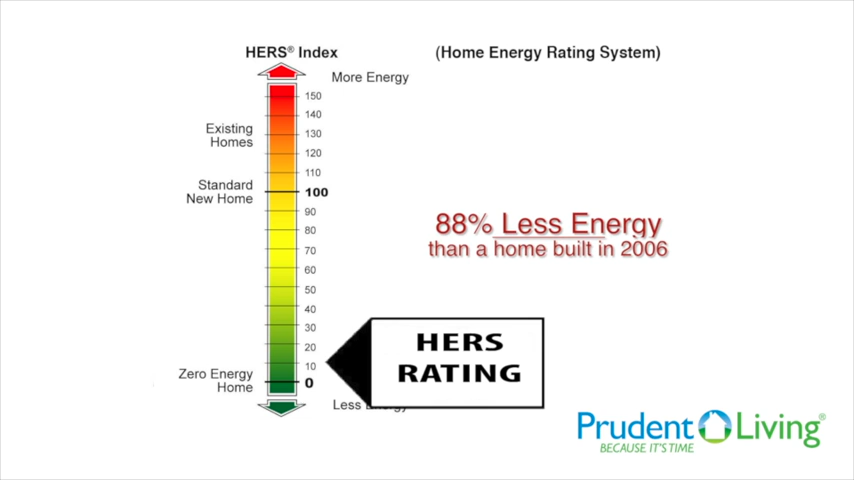 HERS® Index
(Home Energy Rating System)
More Energy
150
140
Existing
Homes
130
120
110
Standard
New Home
100
90
80
70
60
50
40
30
20
10
Zero Energy
Home
0
Less Energy
88% Less Energy
than a home built in 2006
HERS
RATING
Prudent Living®
BECAUSE IT'S TIME